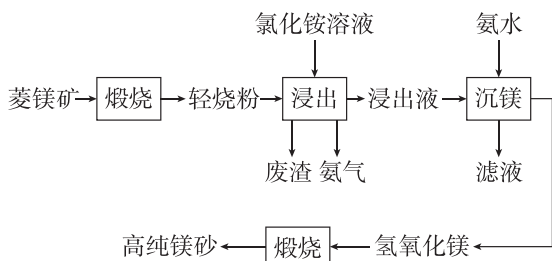 氯化铵溶液 氨水
菱镁矿 煅烧 轻烧粉 浸出 浸出液 沉镁
废渣 氨气 滤液
高纯镁砂 煅烧 氢氧化镁